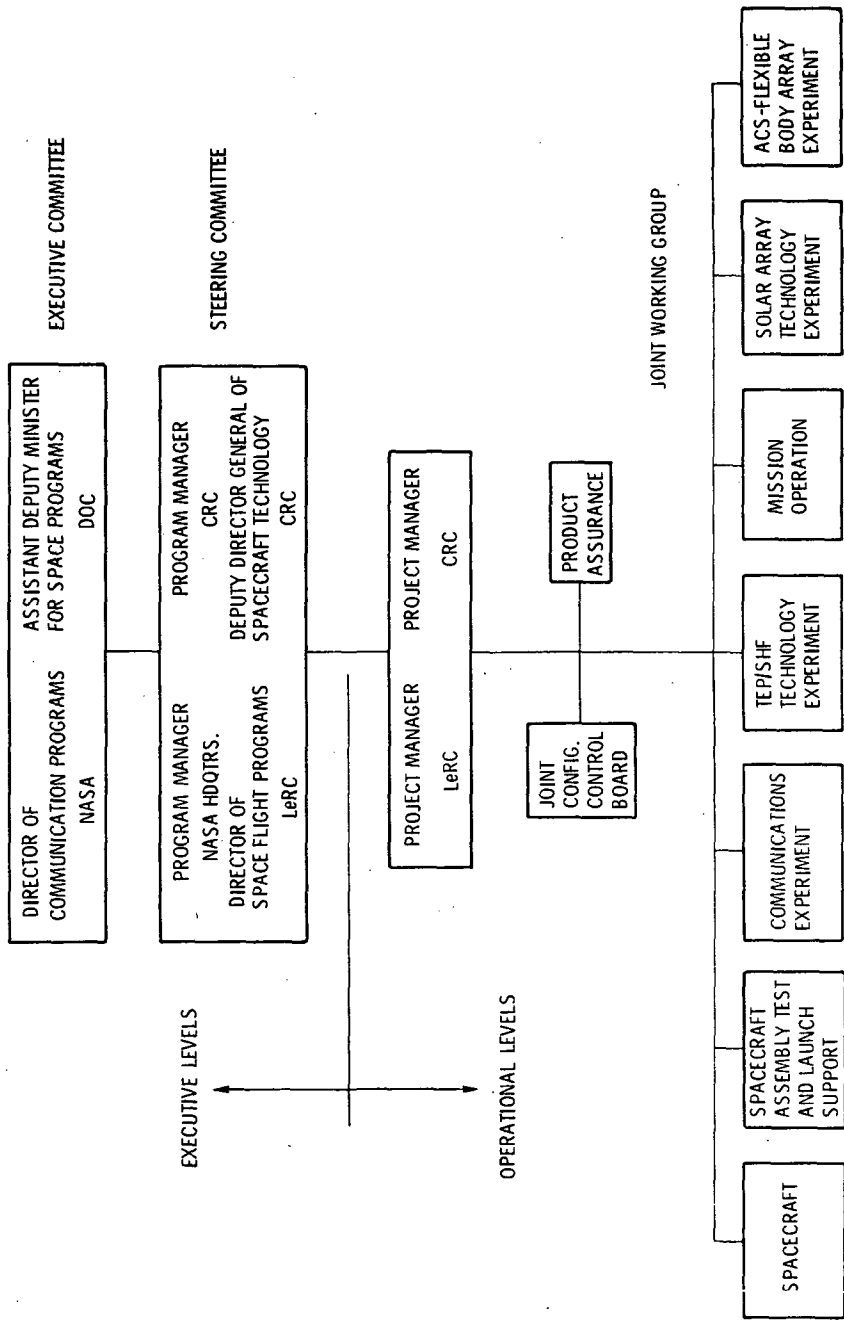 DIRECTOR OF
COMMUNICATION PROGRAMS
NASA
ASSISTANT DEPUTY MINISTER
FOR SPACE PROGRAMS
DOC
EXECUTIVE COMMITTEE
PROGRAM MANAGER
NASA HDQTRS.
DIRECTOR OF
SPACE FLIGHT PROGRAMS
LeRC
PROGRAM MANAGER
CRC
DEPUTY DIRECTOR GENERAL OF
SPACECRAFT TECHNOLOGY
CRC
STEERING COMMITTEE
EXECUTIVE LEVELS
OPERATIONAL LEVELS
PROJECT MANAGER
LeRC
PROJECT MANAGER
CRC
JOINT
CONFIG.
CONTROL
BOARD
PRODUCT
ASSURANCE
JOINT WORKING GROUP
SPACECRAFT
SPACECRAFT
ASSEMBLY TEST
AND LAUNCH
SUPPORT
COMMUNICATIONS
EXPERIMENT
TEP/SHF
TECHNOLOGY
EXPERIMENT
MISSION
OPERATION
SOLAR ARRAY
TECHNOLOGY
EXPERIMENT
ACS-FLEXIBLE
BODY ARRAY
EXPERIMENT